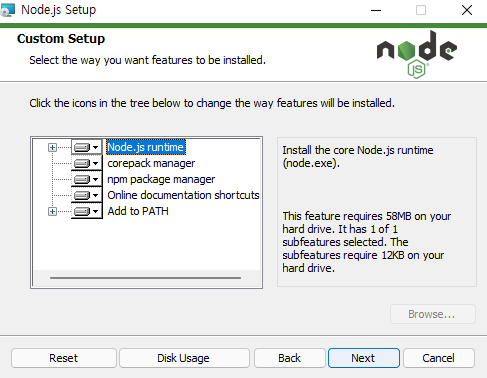 Node.js Setup
Custom Setup
Select the way you want features to be installed.
node
JS
Click the icons in the tree below to change the way features will be installed.
Node.js runtime
corepack manager
npm package manager
Online documentation shortcuts
Add to PATH
Install the core Node.js runtime
(node.exe).
This feature requires 58MB on your
hard drive. It has 1 of 1
subfeatures selected. The
subfeatures require 12KB on your
hard drive.
Browse...
Reset
Disk Usage
Back
Next
Cancel